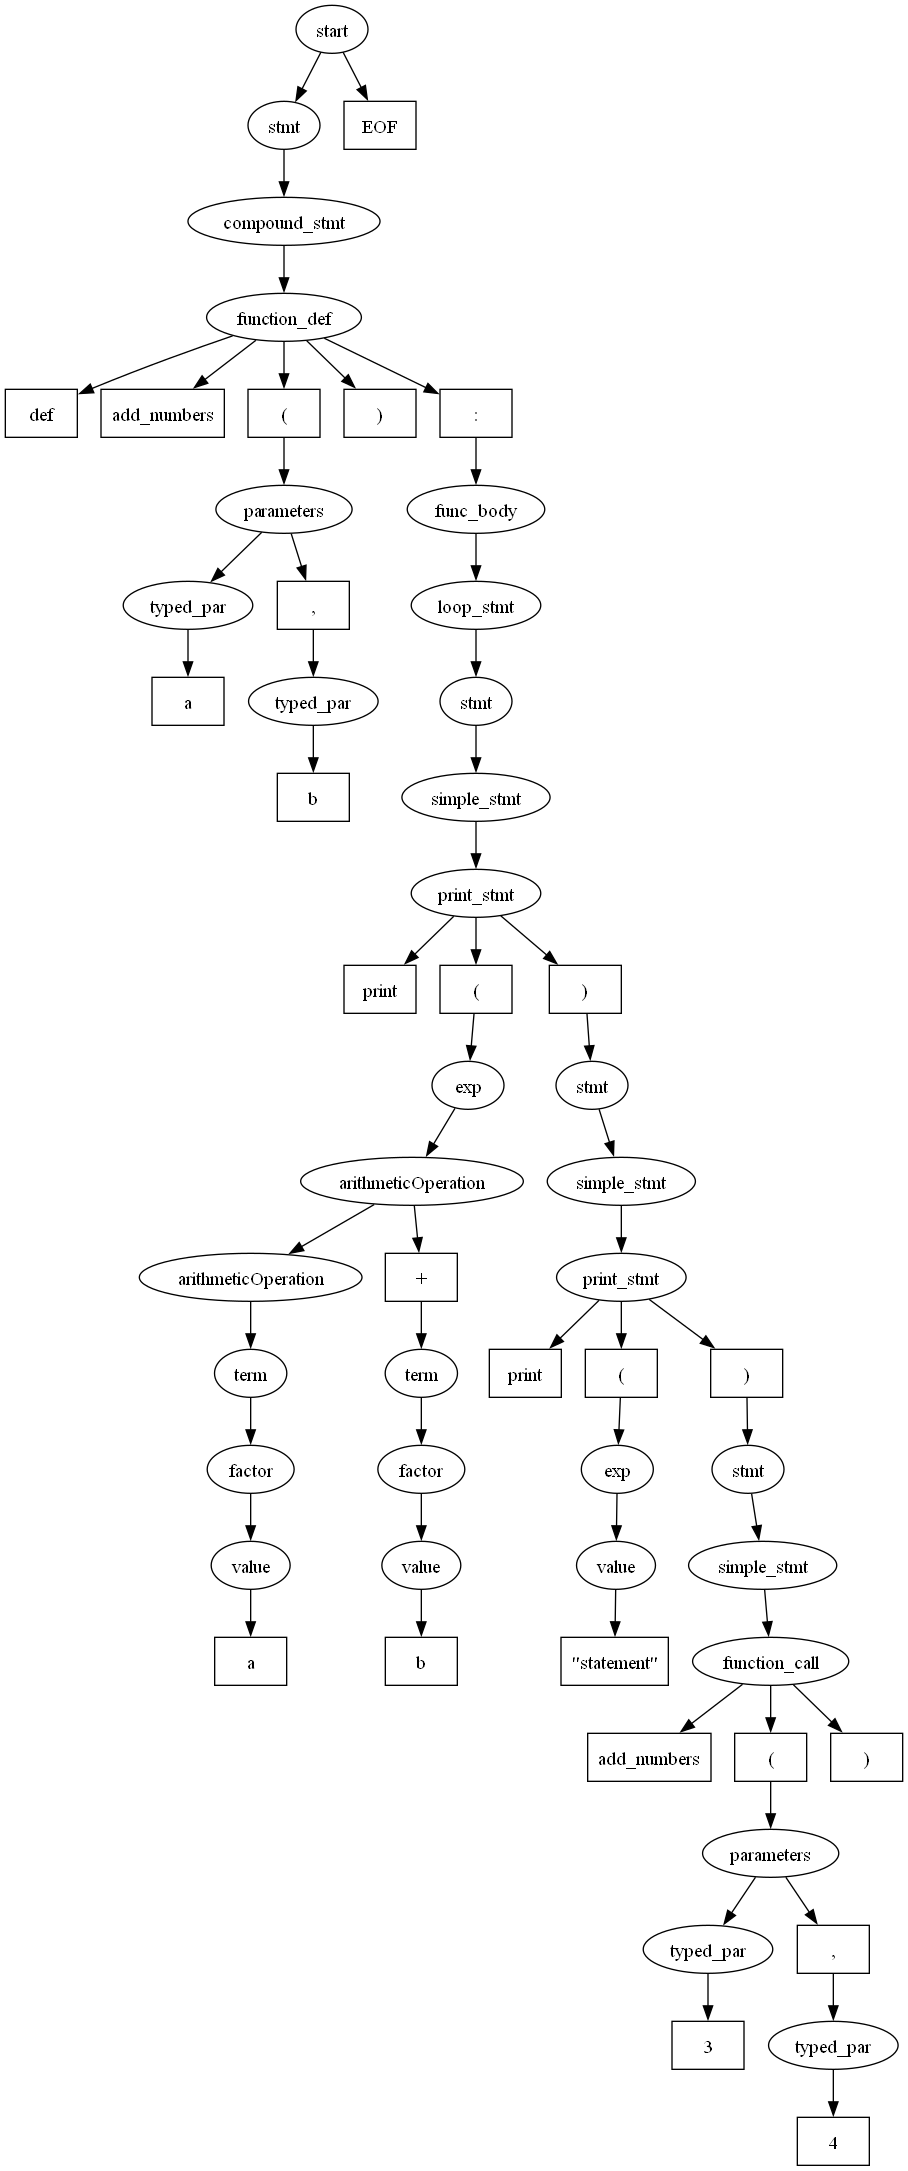 start
stmt EOF
compound_stmt
function_def
def add_numbers ( ) :
parameters func_body
typed_par , loop_stmt
a typed_par stmt
b simple_stmt
print_stmt
print ( )
exp stmt
arithmeticOperation simple_stmt
arithmeticOperation + print_stmt
term term print ( )
factor factor exp stmt
value value value simple_stmt
a b "statement" function_call
add_numbers ( )
parameters
typed_par ,
3 typed_par
4